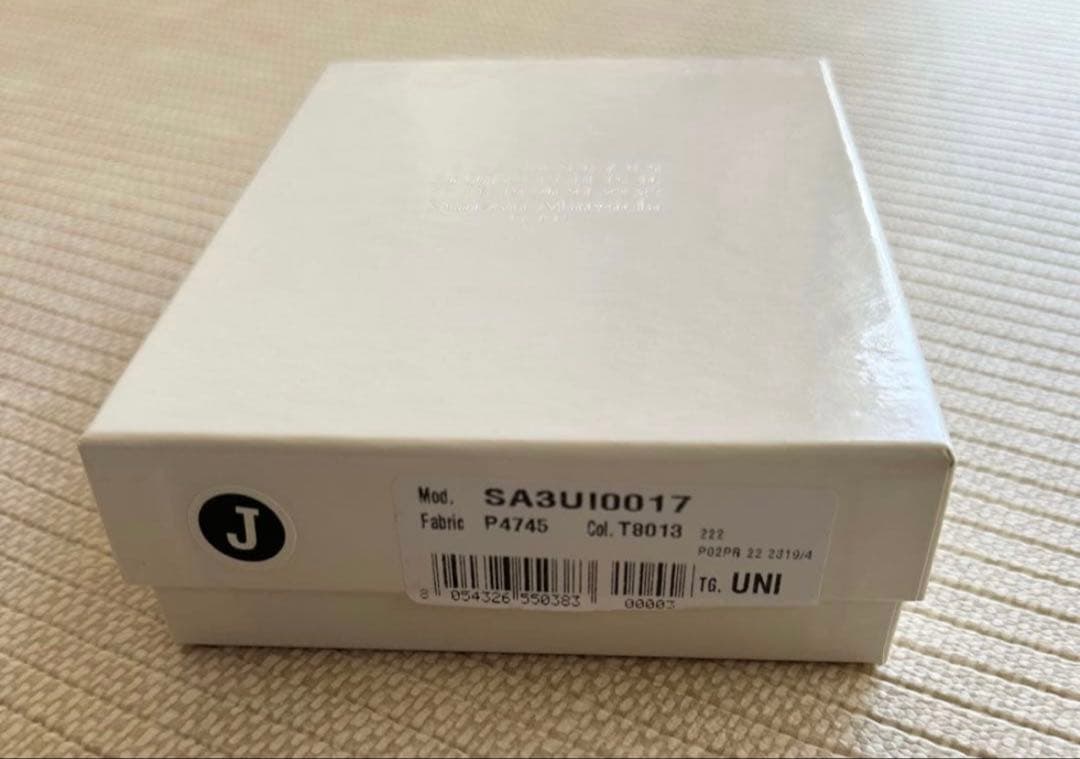 J
Mod. SA3UI0017
Fabric P4745 Col. T8013 222
P02PR 22 2319/4
8 054326 550383 00003
TG. UNI